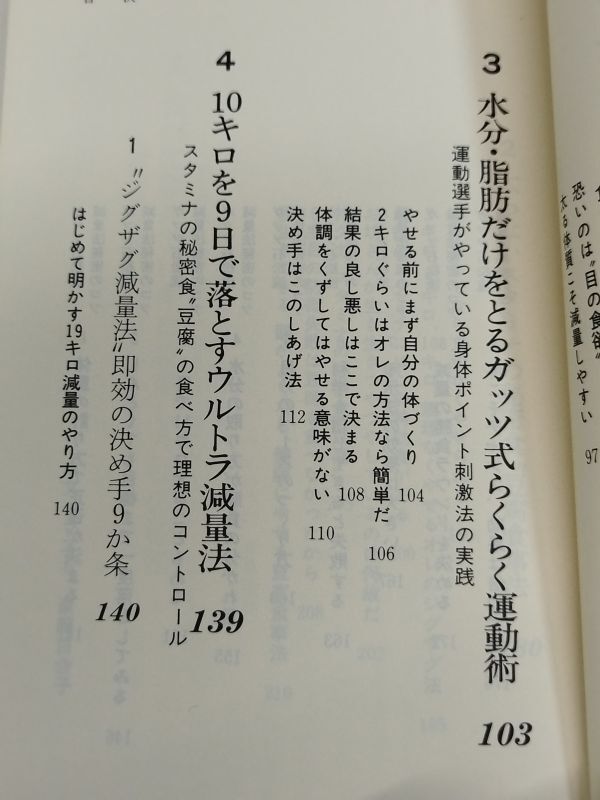 恐いのは〝目の食欲〟
太る体質こそ減量しやすい 97
3 水分・脂肪だけをとるガッツ式らくらく運動術 103
運動選手がやっている身体ポイント刺激法の実践
やせる前にまず自分の体づくり 104
2キロぐらいはオレの方法なら簡単だ 106
結果の良し悪しはここで決まる 108
体調をくずしてはやせる意味がない 110
決め手はこのしあげ法 112
4 10キロを9日で落とすウルトラ減量法 139
スタミナの秘密食〝豆腐〟の食べ方で理想のコントロール
1 〝ジグザグ減量法〟即効の決め手9か条 140
はじめて明かす19キロ減量のやり方 140